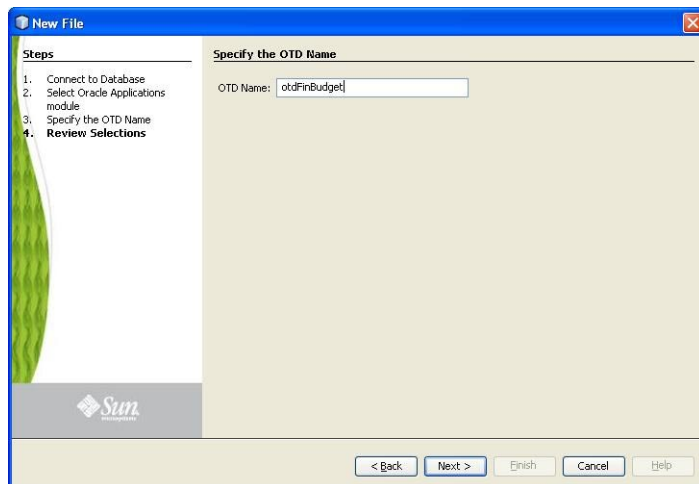 New File
Steps
1. Connect to Database
2. Select Oracle Applications
module
3. Specify the OTD Name
4. Review Selections
Specify the OTD Name
OTD Name: otdFinBudget
Sun
microsystems
< Back
Next >
Finish
Cancel
Help